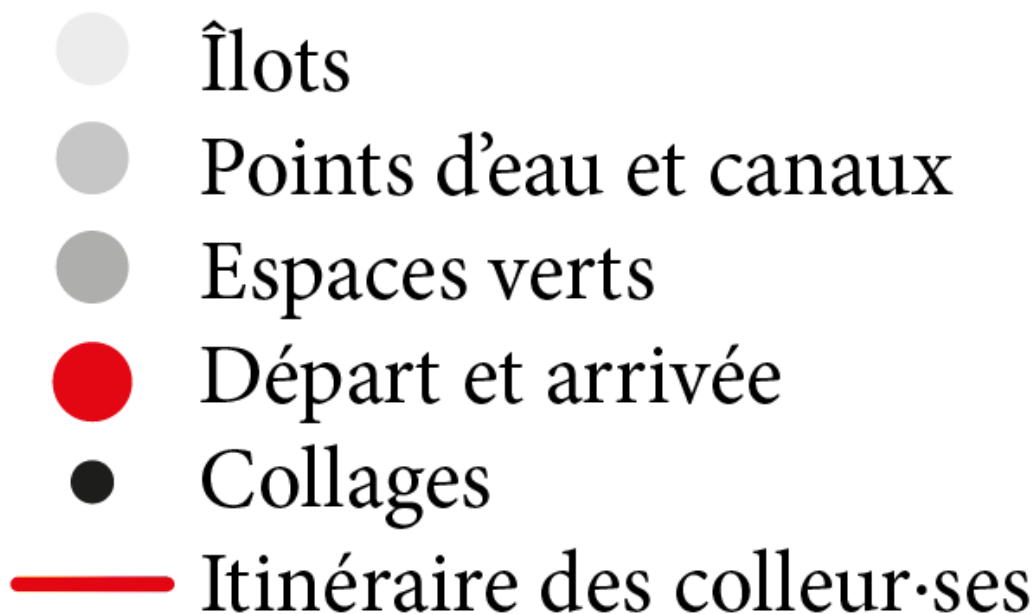 Îlots
Points d’eau et canaux
Espaces verts
Départ et arrivée
Collages
Itinéraire des colleur·ses